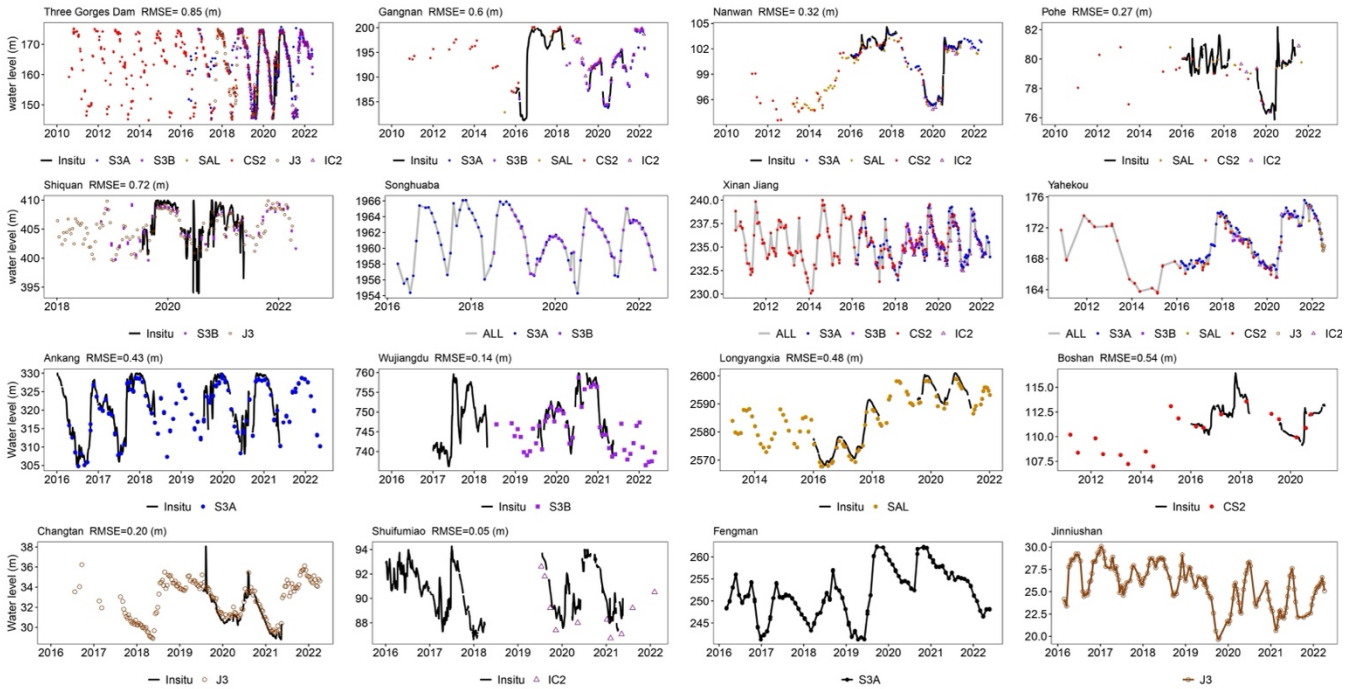 Three Gorges Dam RMSE= 0.85 (m)
water level (m)
170
160
150
2010 2012 2014 2016 2018 2020 2022
Insitu S3A S3B SAL CS2 J3 IC2
Gangnan RMSE= 0.6 (m)
200
195
190
185
2010 2012 2014 2016 2018 2020 2022
Insitu S3A S3B SAL CS2 IC2
Nanwan RMSE= 0.32 (m)
105
102
99
96
2010 2012 2014 2016 2018 2020 2022
Insitu S3A SAL CS2 IC2
Pohe RMSE= 0.27 (m)
82
80
78
76
2010 2012 2014 2016 2018 2020 2022
Insitu SAL CS2 IC2
Shiquan RMSE= 0.72 (m)
water level (m)
410
405
400
395
2018 2020 2022
Insitu S3B J3
Songhuaba
1966
1964
1962
1960
1958
1956
1954
2016 2018 2020 2022
ALL S3A S3B
Xinan Jiang
240.0
237.5
235.0
232.5
230.0
2012 2014 2016 2018 2020 2022
ALL S3A S3B CS2 IC2
Yahekou
176
172
168
164
2012 2014 2016 2018 2020 2022
ALL S3A S3B SAL CS2 J3 IC2
Ankang RMSE=0.43 (m)
Water level (m)
330
325
320
315
310
305
2016 2017 2018 2019 2020 2021 2022
Insitu S3A
Wujiangdu RMSE=0.14 (m)
760
750
740
2016 2017 2018 2019 2020 2021 2022
Insitu S3B
Longyangxia RMSE=0.48 (m)
2600
2590
2580
2570
2014 2016 2018 2020 2022
Insitu SAL
Boshan RMSE=0.54 (m)
115.0
112.5
110.0
107.5
2012 2014 2016 2018 2020
Insitu CS2
Changtan RMSE=0.20 (m)
Water level (m)
38
36
34
32
30
2016 2017 2018 2019 2020 2021 2022
Insitu J3
Shuifumiao RMSE=0.05 (m)
94
92
90
88
2016 2017 2018 2019 2020 2021 2022
Insitu IC2
Fengman
260
255
250
245
2016 2017 2018 2019 2020 2021 2022
S3A
Jinniushan
30.0
27.5
25.0
22.5
20.0
2016 2017 2018 2019 2020 2021 2022
J3